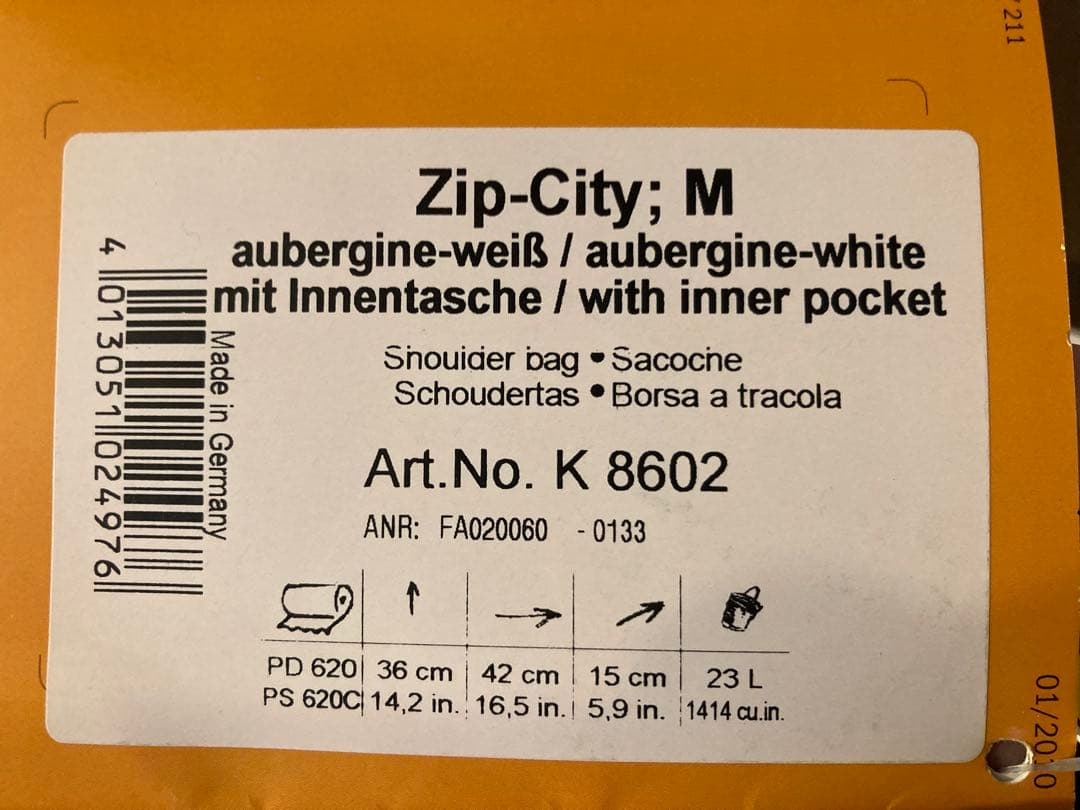 7211
Zip-City; M
aubergine-weiß / aubergine-white
mit Innentasche / with inner pocket
Shoulder bag • Sacoche
Schoudertas • Borsa a tracola
Art.No. K 8602
ANR: FA020060 -0133
PD 620 36 cm 42 cm 15 cm 23 L
PS 620C 14,2 in. 16,5 in. 5,9 in. 1414 cu.in.
Made in Germany
4 013051 024976
01/2010